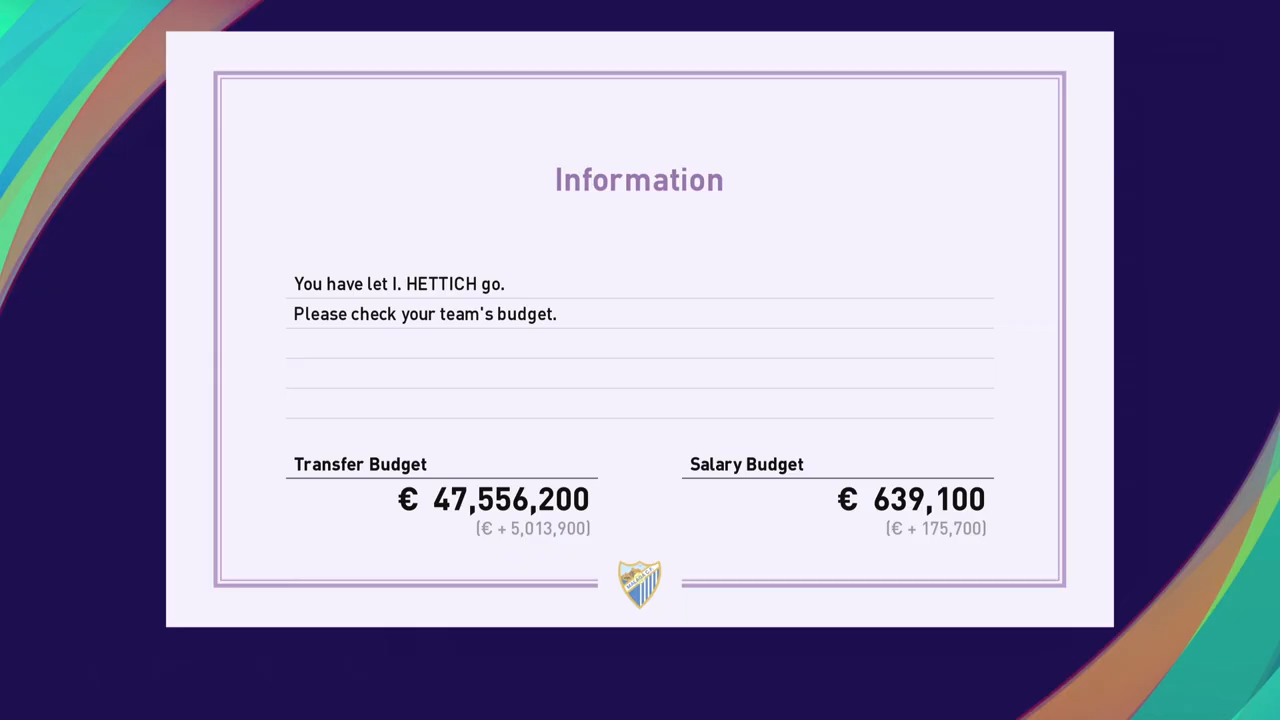 Information
You have let I. HETTICH go.
Please check your team's budget.
Transfer Budget
€ 47,556,200
(€ + 5,013,900)
Salary Budget
€ 639,100
(€ + 175,700)
MALAGA C.F.